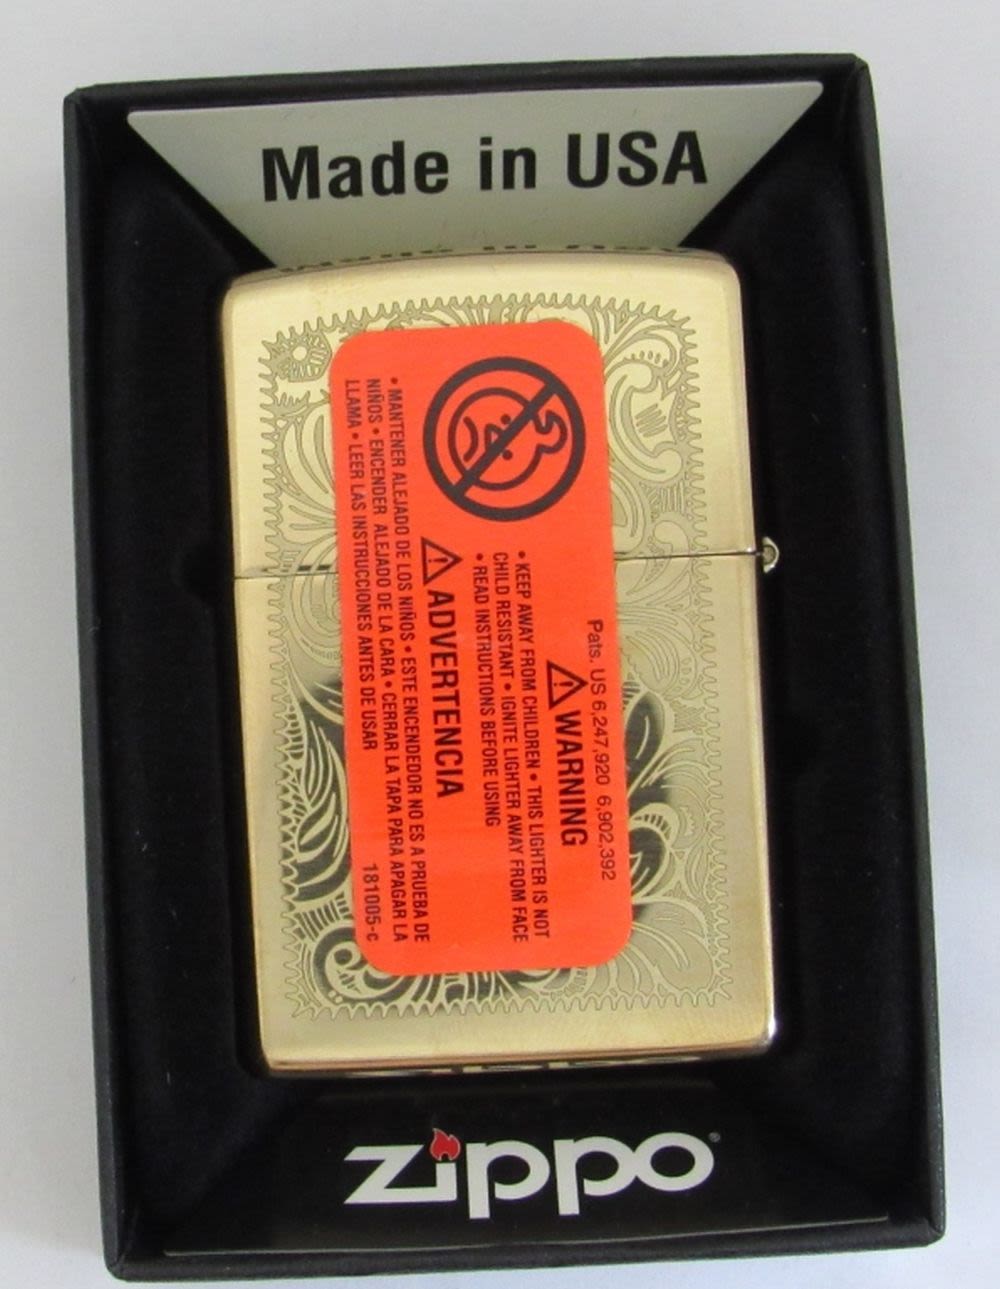 Made in USA
Pats. US 6,247,920 6,902,392
⚠ WARNING
• KEEP AWAY FROM CHILDREN • THIS LIGHTER IS NOT
CHILD RESISTANT • IGNITE LIGHTER AWAY FROM FACE
• READ INSTRUCTIONS BEFORE USING
⚠ ADVERTENCIA
• MANTENER ALEJADO DE LOS NIÑOS • ESTE ENCENDEDOR NO ES A PRUEBA DE
NIÑOS • ENCENDER ALEJADO DE LA CARA • CERRAR LA TAPA PARA APAGAR LA
LLAMA • LEER LAS INSTRUCCIONES ANTES DE USAR 181005-c
zippo®